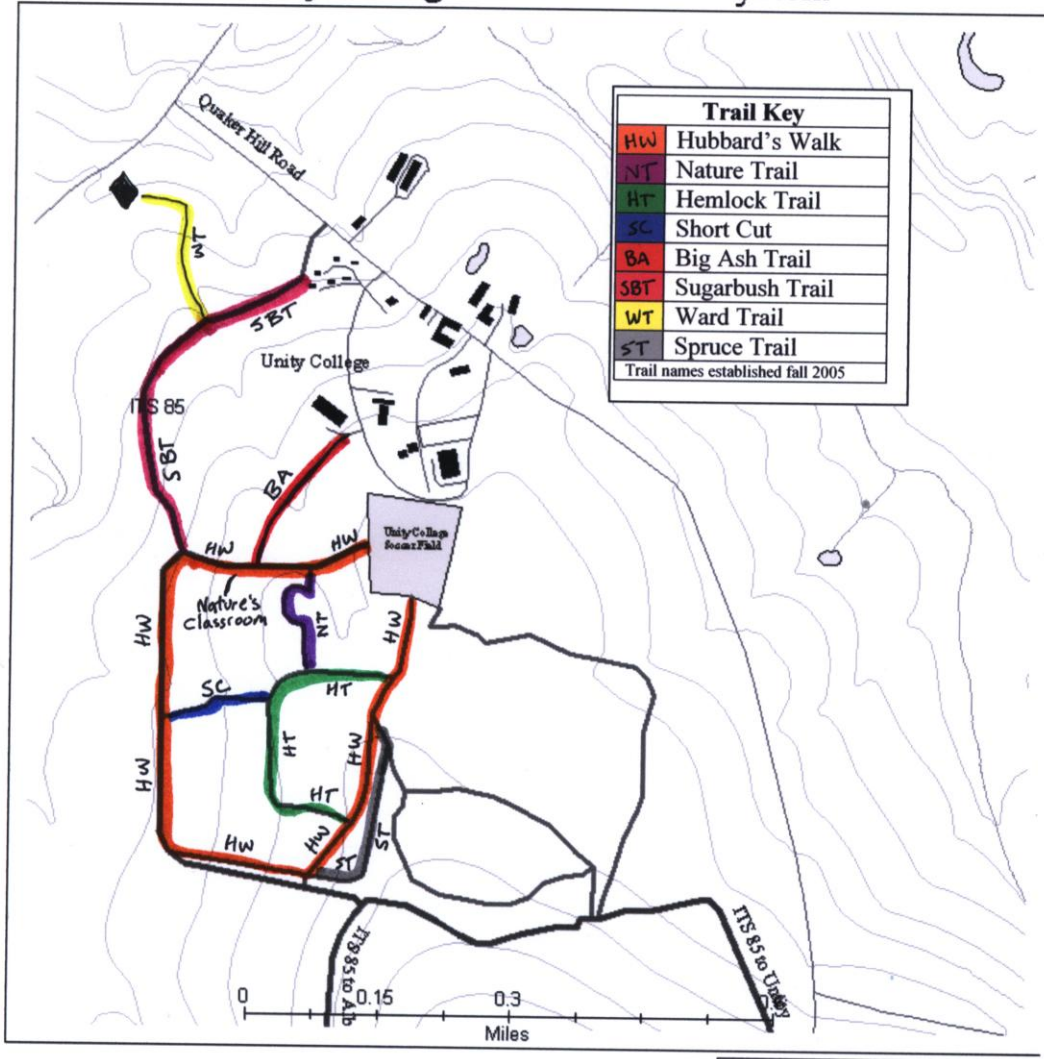 Quaker Hill Road
Trail Key
HW Hubbard's Walk
NT Nature Trail
HT Hemlock Trail
SC Short Cut
BA Big Ash Trail
SBT Sugarbush Trail
WT Ward Trail
ST Spruce Trail
Trail names established fall 2005
WT
SBT
Unity College
ITS 85
SBT
BA
Unity College
Soccer Field
HW
HW
Nature's
Classroom
NT
HW
HW
SC
HT
HT
HW
HW
HT
HW
HW
ST
ST
ITS 85 to Alb
ITS 85 to Unity
0
0.15
0.3
Miles